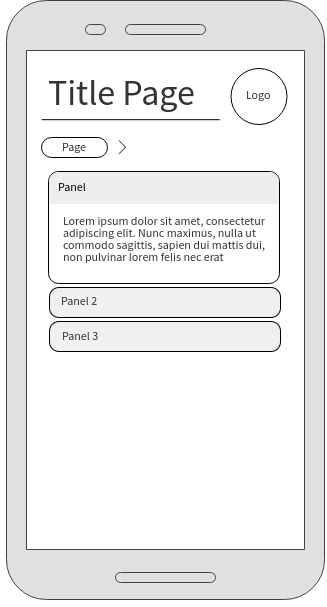 Title Page
Logo
Page
Panel
Lorem ipsum dolor sit amet, consectetur
adipiscing elit. Nunc maximus, nulla ut
commodo sagittis, sapien dui mattis dui,
non pulvinar lorem felis nec erat
Panel 2
Panel 3